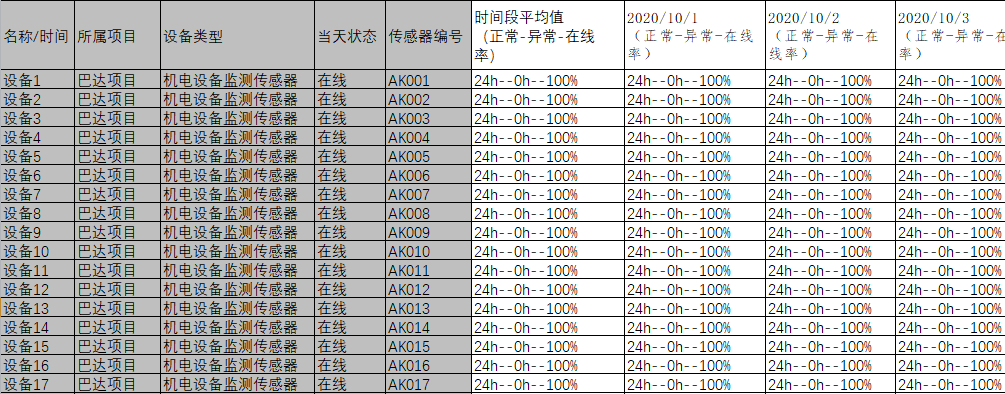 名称/时间 所属项目 设备类型 当天状态 传感器编号 时间段平均值（正常-异常-在线率） 2020/10/1（正常-异常-在线率） 2020/10/2（正常-异常-在线率） 2020/10/3（正常-异常-在线率）
设备1 巴达项目 机电设备监测传感器 在线 AK001 24h--0h--100% 24h--0h--100% 24h--0h--100% 24h--0h--100%
设备2 巴达项目 机电设备监测传感器 在线 AK002 24h--0h--100% 24h--0h--100% 24h--0h--100% 24h--0h--100%
设备3 巴达项目 机电设备监测传感器 在线 AK003 24h--0h--100% 24h--0h--100% 24h--0h--100% 24h--0h--100%
设备4 巴达项目 机电设备监测传感器 在线 AK004 24h--0h--100% 24h--0h--100% 24h--0h--100% 24h--0h--100%
设备5 巴达项目 机电设备监测传感器 在线 AK005 24h--0h--100% 24h--0h--100% 24h--0h--100% 24h--0h--100%
设备6 巴达项目 机电设备监测传感器 在线 AK006 24h--0h--100% 24h--0h--100% 24h--0h--100% 24h--0h--100%
设备7 巴达项目 机电设备监测传感器 在线 AK007 24h--0h--100% 24h--0h--100% 24h--0h--100% 24h--0h--100%
设备8 巴达项目 机电设备监测传感器 在线 AK008 24h--0h--100% 24h--0h--100% 24h--0h--100% 24h--0h--100%
设备9 巴达项目 机电设备监测传感器 在线 AK009 24h--0h--100% 24h--0h--100% 24h--0h--100% 24h--0h--100%
设备10 巴达项目 机电设备监测传感器 在线 AK010 24h--0h--100% 24h--0h--100% 24h--0h--100% 24h--0h--100%
设备11 巴达项目 机电设备监测传感器 在线 AK011 24h--0h--100% 24h--0h--100% 24h--0h--100% 24h--0h--100%
设备12 巴达项目 机电设备监测传感器 在线 AK012 24h--0h--100% 24h--0h--100% 24h--0h--100% 24h--0h--100%
设备13 巴达项目 机电设备监测传感器 在线 AK013 24h--0h--100% 24h--0h--100% 24h--0h--100% 24h--0h--100%
设备14 巴达项目 机电设备监测传感器 在线 AK014 24h--0h--100% 24h--0h--100% 24h--0h--100% 24h--0h--100%
设备15 巴达项目 机电设备监测传感器 在线 AK015 24h--0h--100% 24h--0h--100% 24h--0h--100% 24h--0h--100%
设备16 巴达项目 机电设备监测传感器 在线 AK016 24h--0h--100% 24h--0h--100% 24h--0h--100% 24h--0h--100%
设备17 巴达项目 机电设备监测传感器 在线 AK017 24h--0h--100% 24h--0h--100% 24h--0h--100% 24h--0h--100%